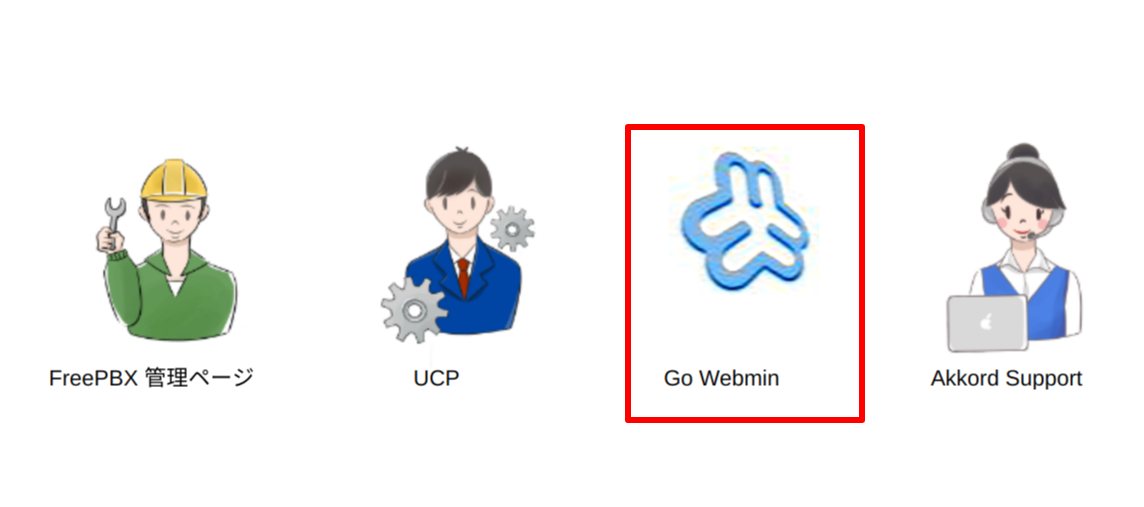 FreePBX 管理ページ
UCP
Go Webmin
Akkord Support